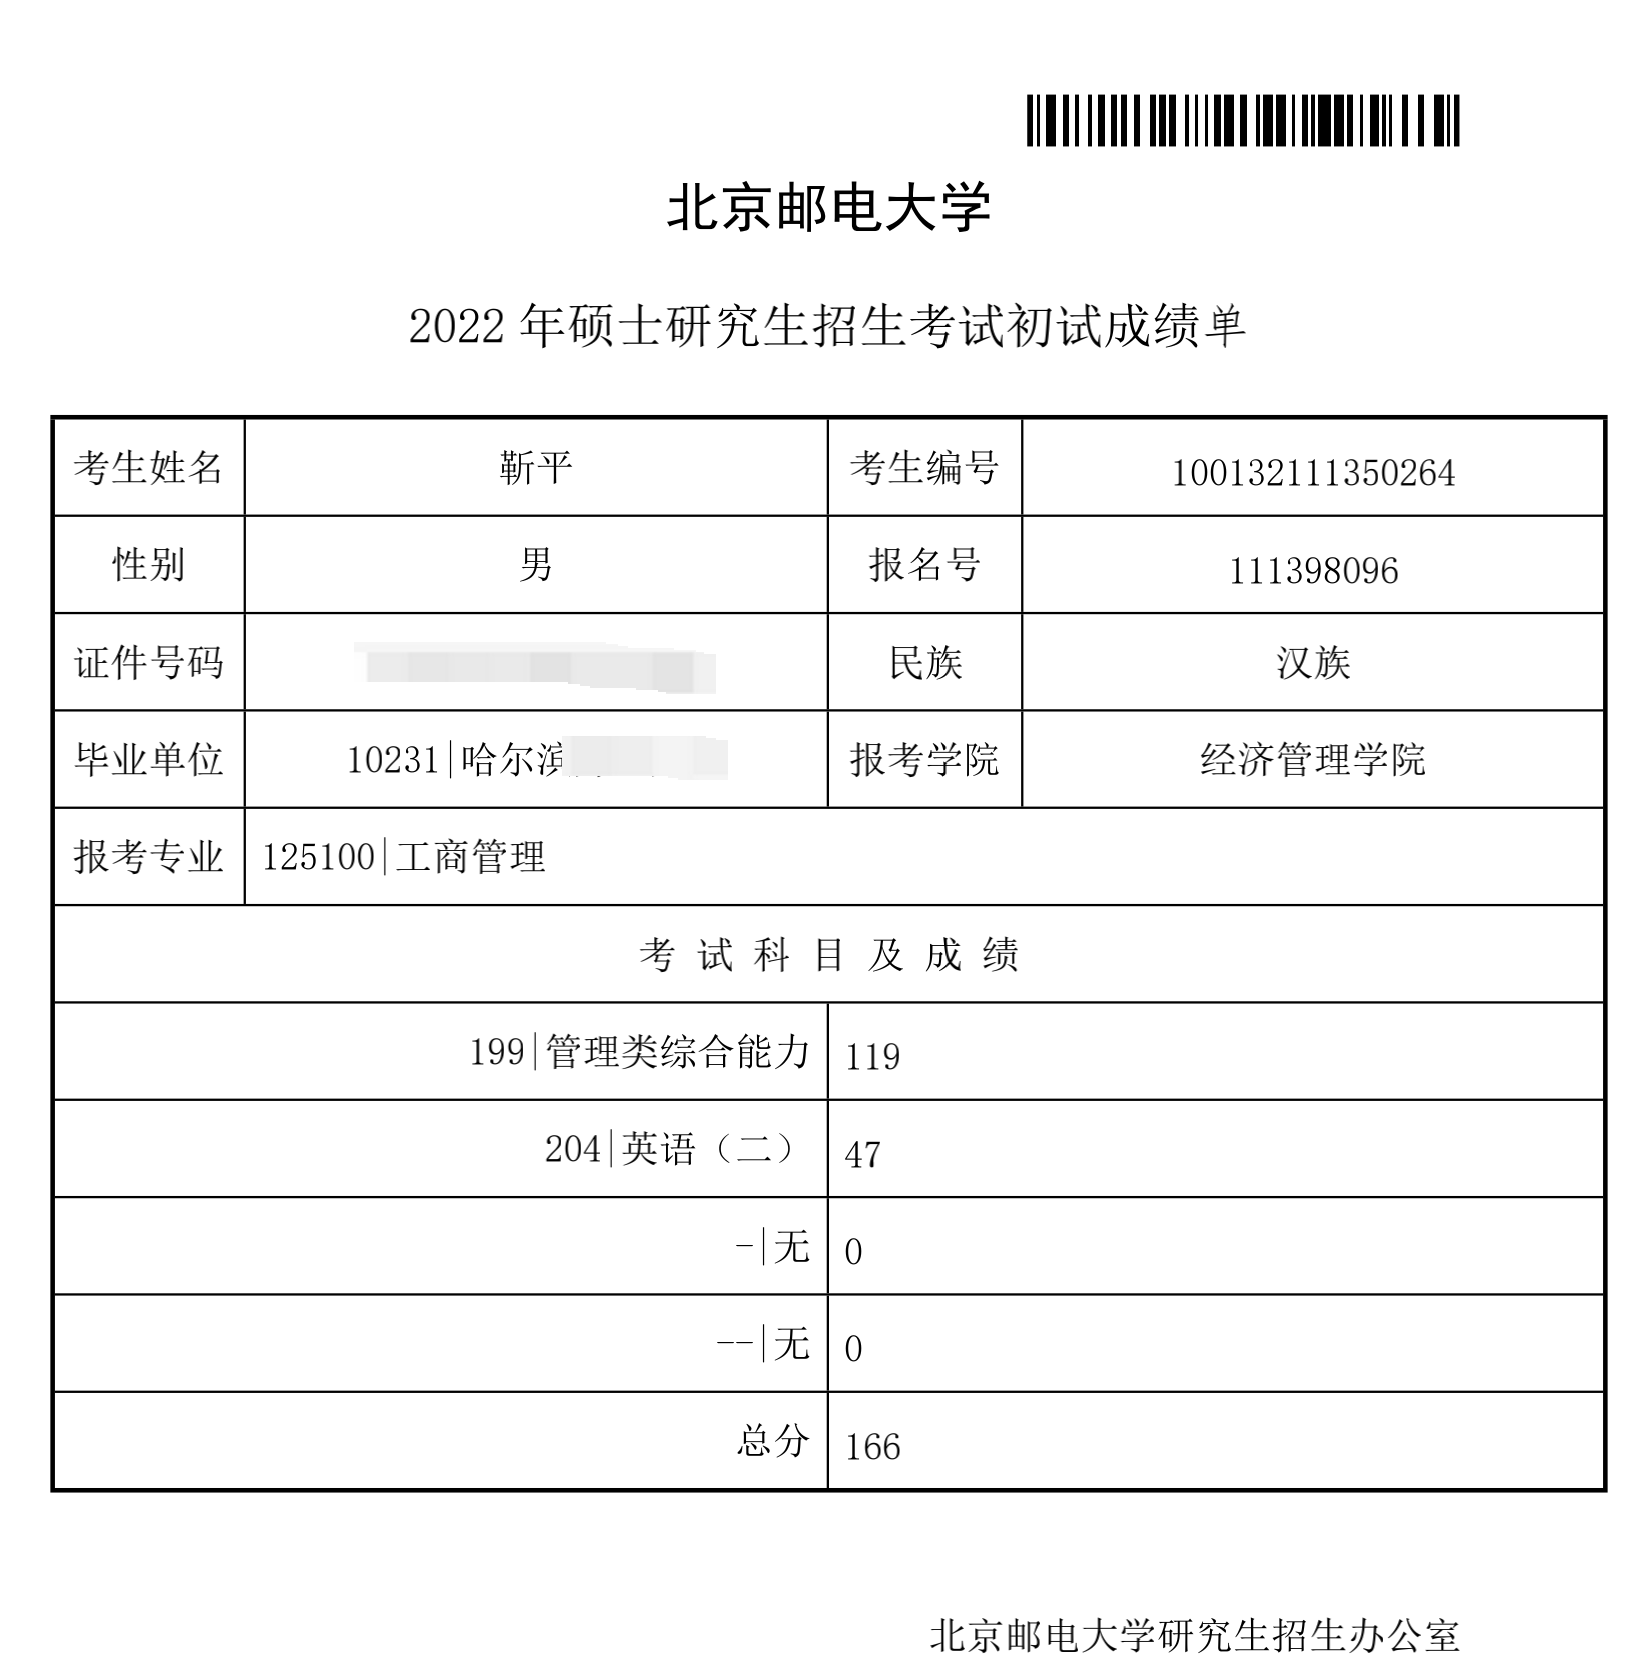 北京邮电大学
2022 年硕士研究生招生考试初试成绩单
考生姓名 靳平 考生编号 100132111350264
性别 男 报名号 111398096
证件号码 民族 汉族
毕业单位 10231|哈尔滨 报考学院 经济管理学院
报考专业 125100|工商管理
考 试 科 目 及 成 绩
199|管理类综合能力 119
204|英语（二） 47
-|无 0
--|无 0
总分 166
北京邮电大学研究生招生办公室